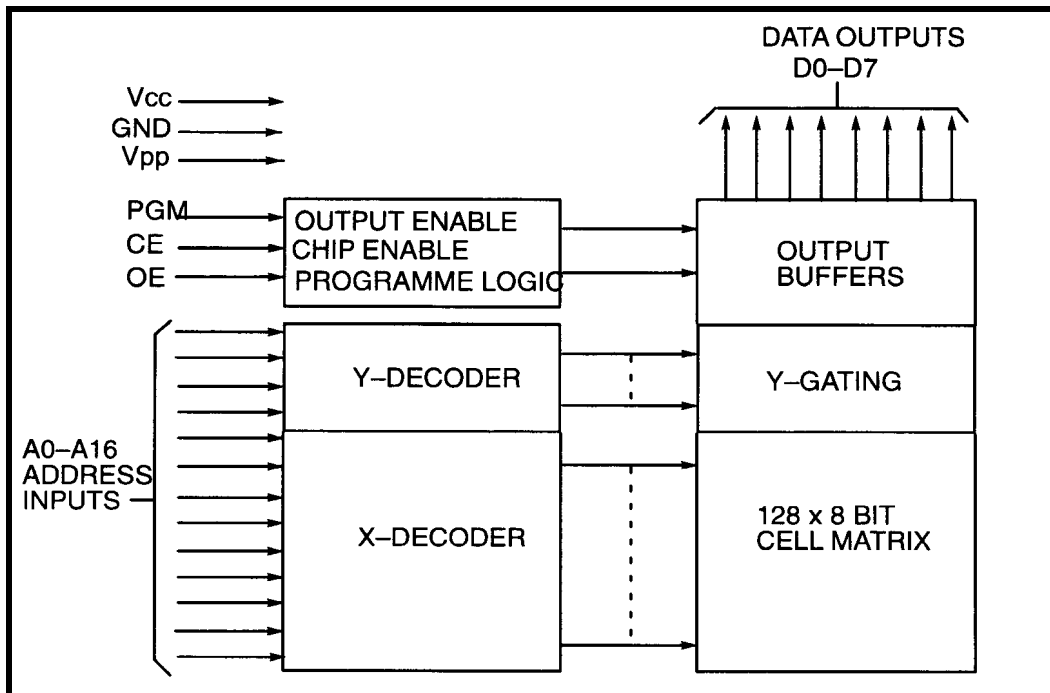 DATA OUTPUTS
D0–D7
Vcc
GND
Vpp
PGM
CE
OE
OUTPUT ENABLE
CHIP ENABLE
PROGRAMME LOGIC
OUTPUT
BUFFERS
Y–DECODER
Y–GATING
A0–A16
ADDRESS
INPUTS
X–DECODER
128 x 8 BIT
CELL MATRIX